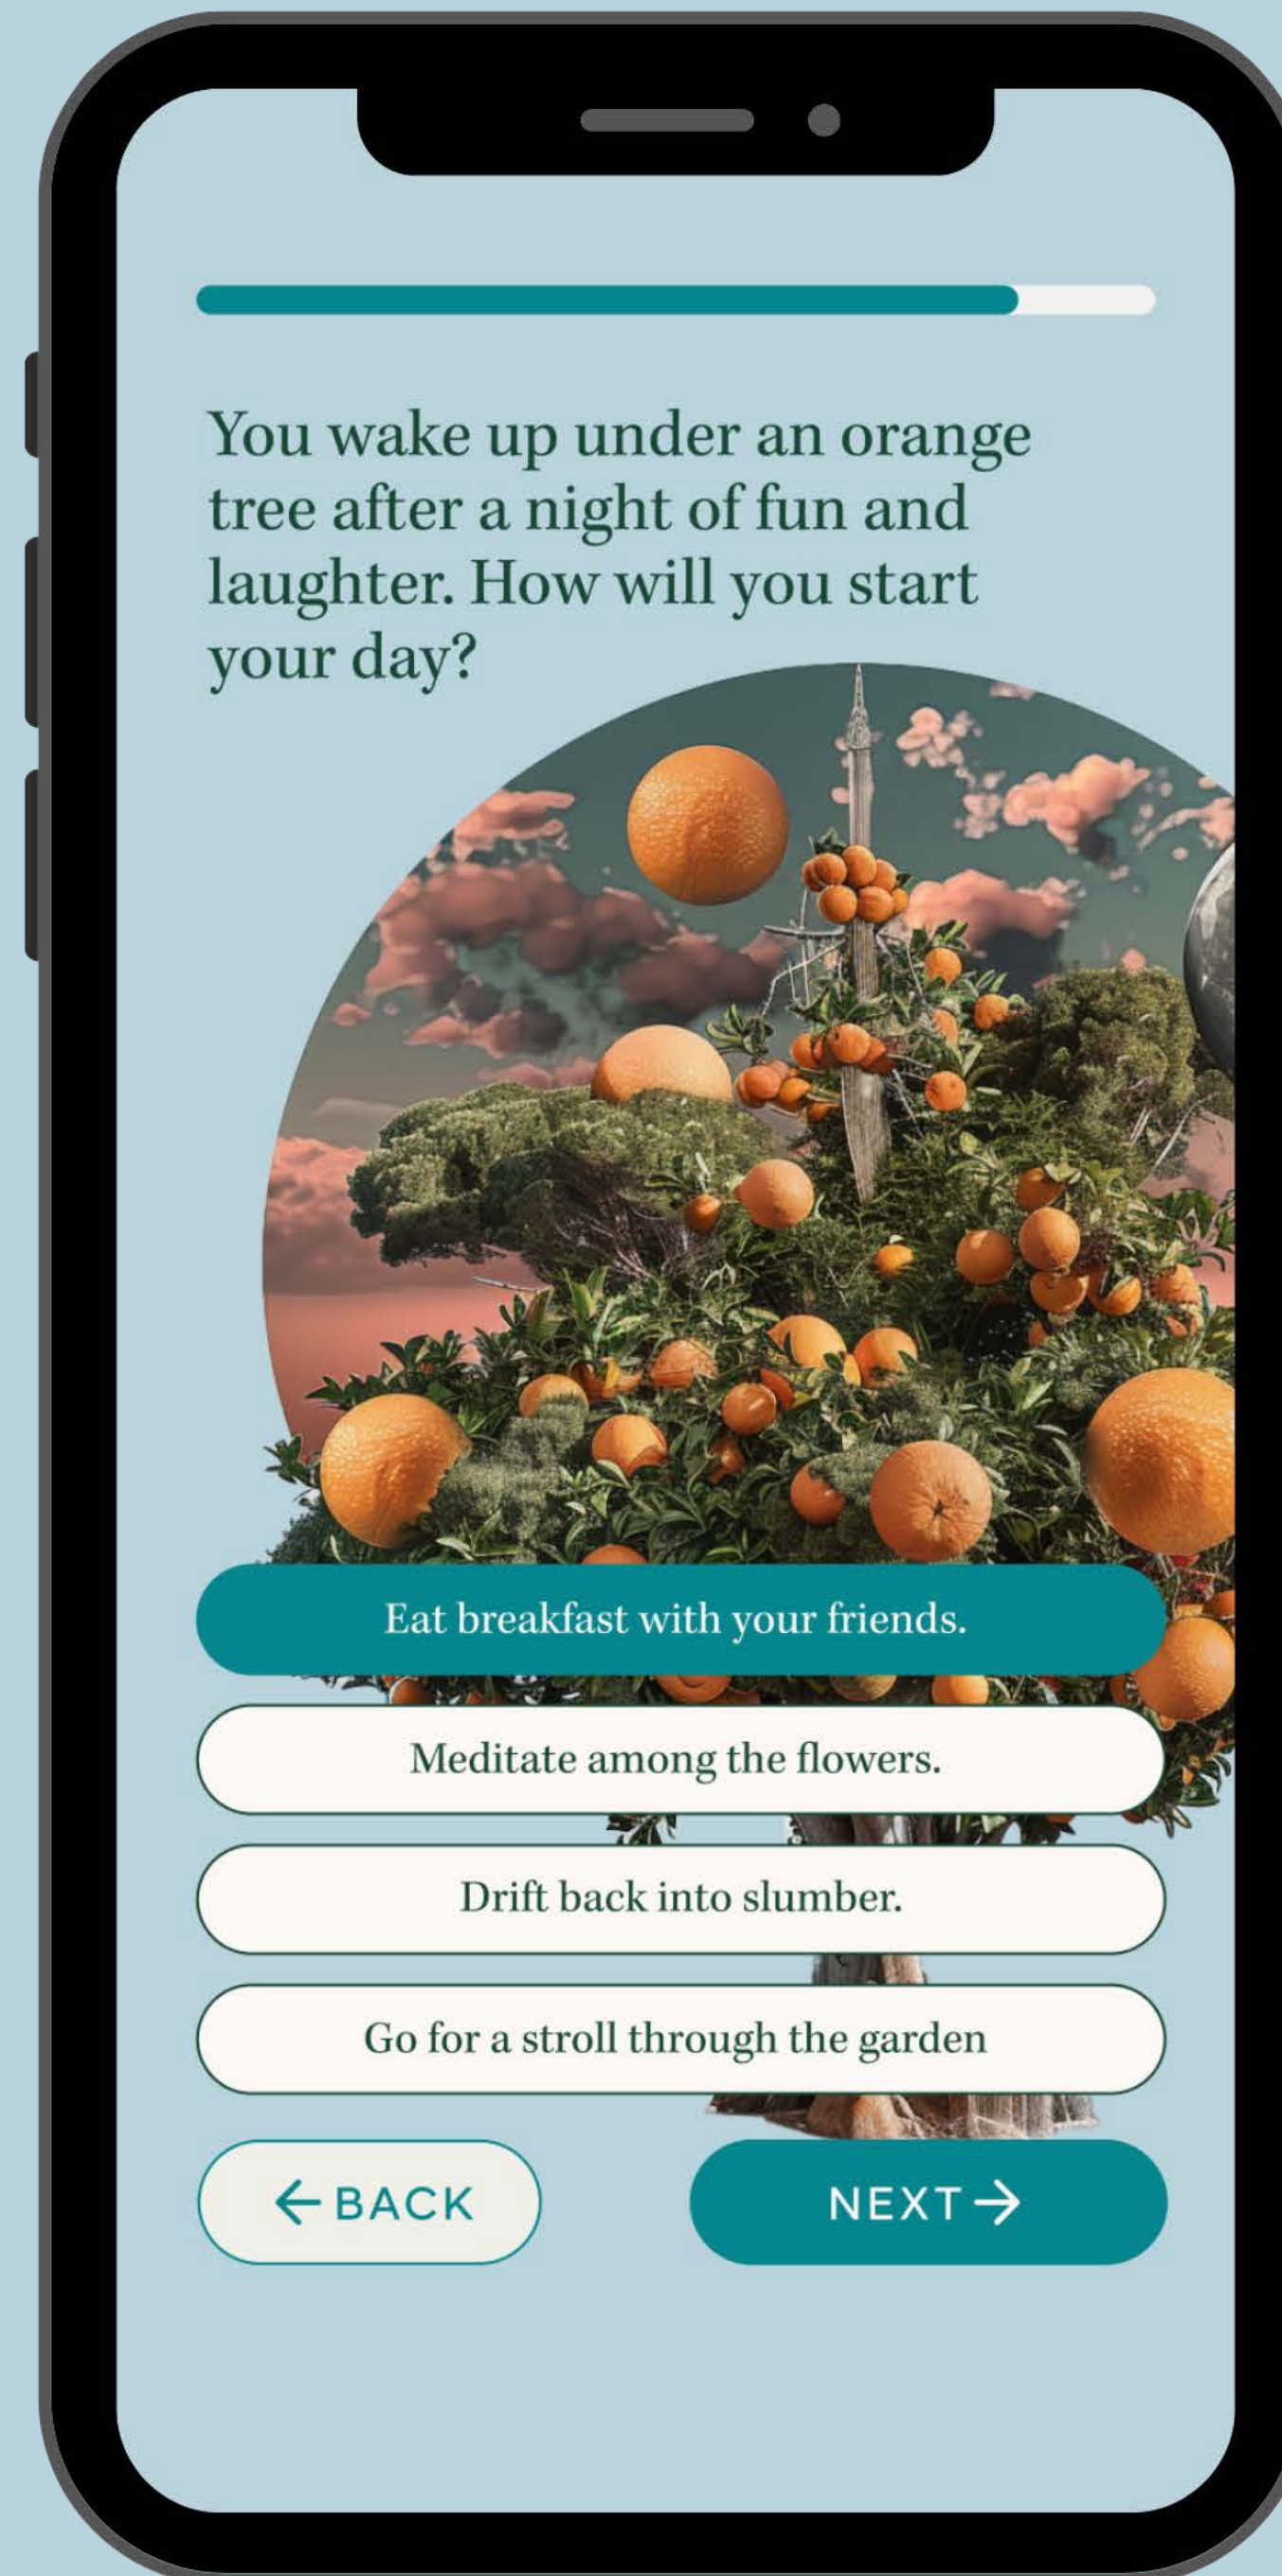 You wake up under an orange
tree after a night of fun and
laughter. How will you start
your day?
Eat breakfast with your friends.
Meditate among the flowers.
Drift back into slumber.
Go for a stroll through the garden
← BACK
NEXT →